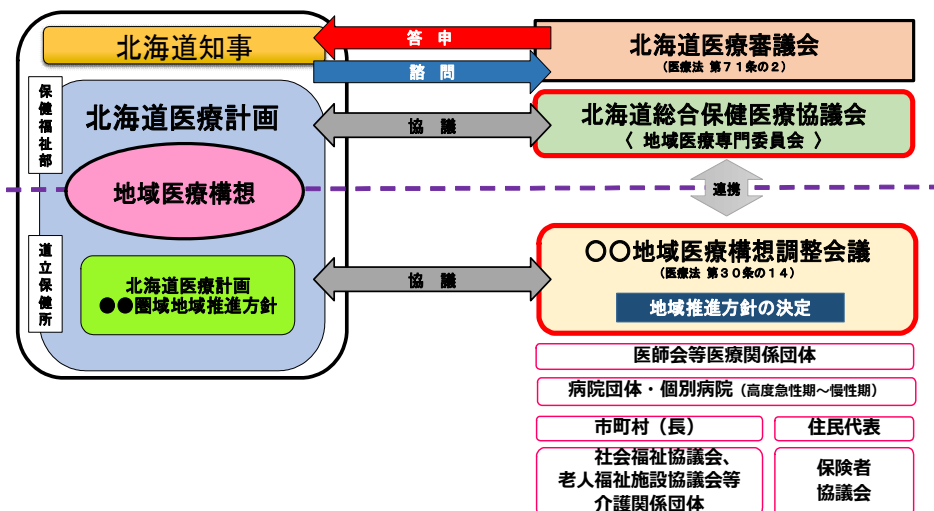 北海道知事
答 申
諮 問
北海道医療審議会
(医療法 第71条の2)
保健福祉部
北海道医療計画
協 議
北海道総合保健医療協議会
〈 地域医療専門委員会 〉
地域医療構想
連携
道立保健所
北海道医療計画
●●圏域地域推進方針
協 議
〇〇地域医療構想調整会議
(医療法 第30条の14)
地域推進方針の決定
医師会等医療関係団体
病院団体・個別病院(高度急性期~慢性期)
市町村(長)
住民代表
社会福祉協議会、
老人福祉施設協議会等
介護関係団体
保険者
協議会